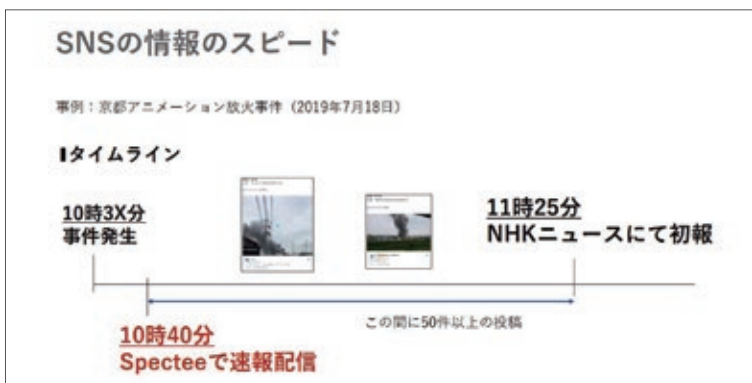 SNSの情報のスピード
事例：京都アニメーション放火事件（2019年7月18日）
タイムライン
10時3X分
事件発生
11時25分
NHKニュースにて初報
この間に50件以上の投稿
10時40分
Specteeで速報配信